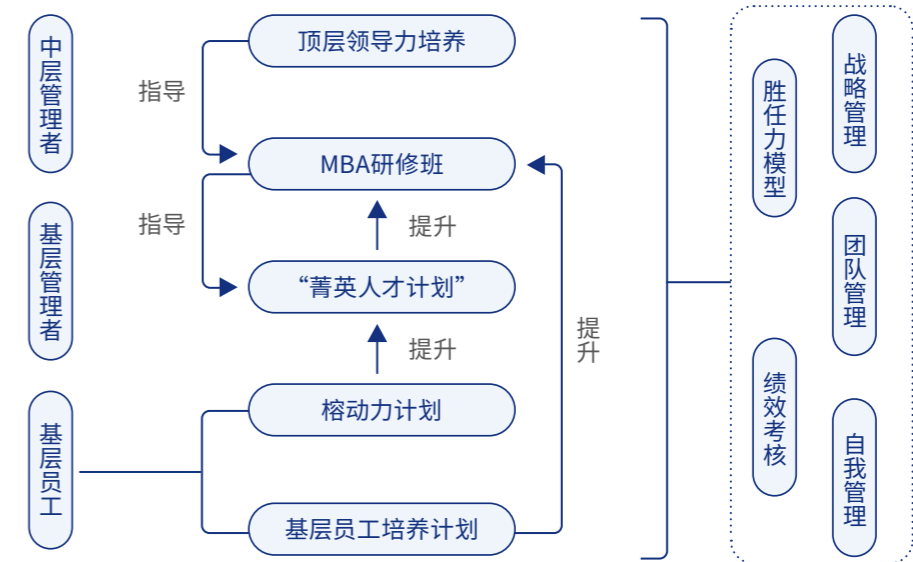 中层管理者
基层管理者
基层员工
顶层领导力培养
指导
MBA研修班
指导
提升
“菁英人才计划”
提升
提升
榕动力计划
基层员工培养计划
胜任力模型
绩效考核
战略管理
团队管理
自我管理